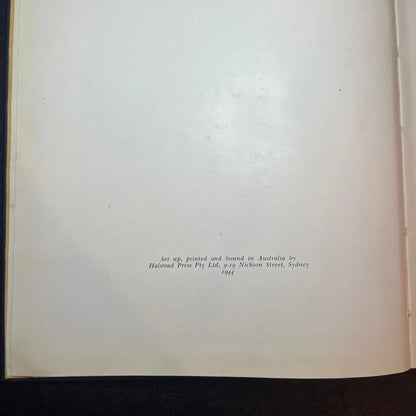 Set up, printed and bound in Australia by
Halstead Press Pty Ltd, 9-19 Nickson Street, Sydney
1944